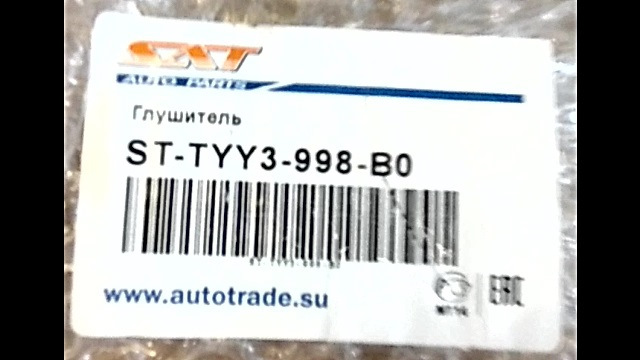 SAT
AUTO PARTS
Глушитель
ST-TYY3-998-B0
www.autotrade.su
EAC